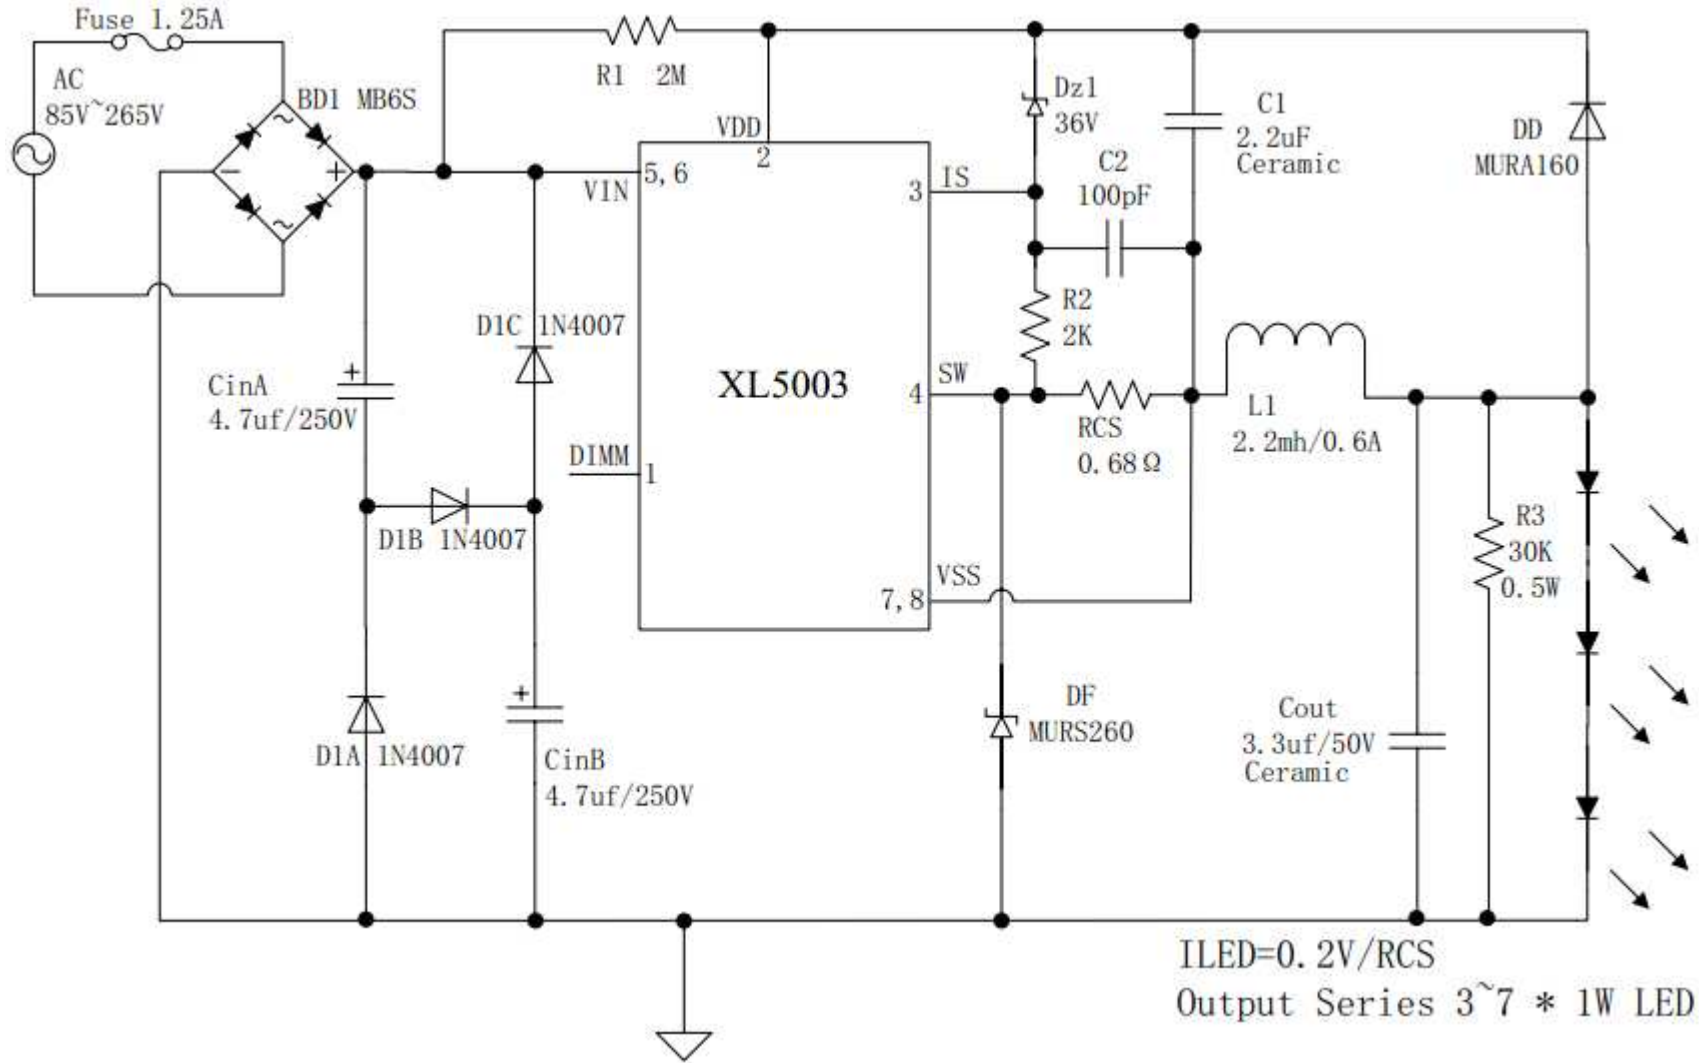 Fuse 1.25A
AC
85V~265V
BD1 MB6S
~
-
+
~
R1 2M
VDD
2
VIN
5,6
3
IS
Dz1
36V
C2
100pF
C1
2.2uF
Ceramic
DD
MURA160
D1C 1N4007
CinA
+
4.7uf/250V
XL5003
R2
2K
SW
4
RCS
0.68Ω
L1
2.2mh/0.6A
DIMM
1
D1B 1N4007
VSS
7,8
R3
30K
0.5W
D1A 1N4007
+
CinB
4.7uf/250V
DF
MURS260
Cout
3.3uf/50V
Ceramic
ILED=0.2V/RCS
Output Series 3~7 * 1W LED